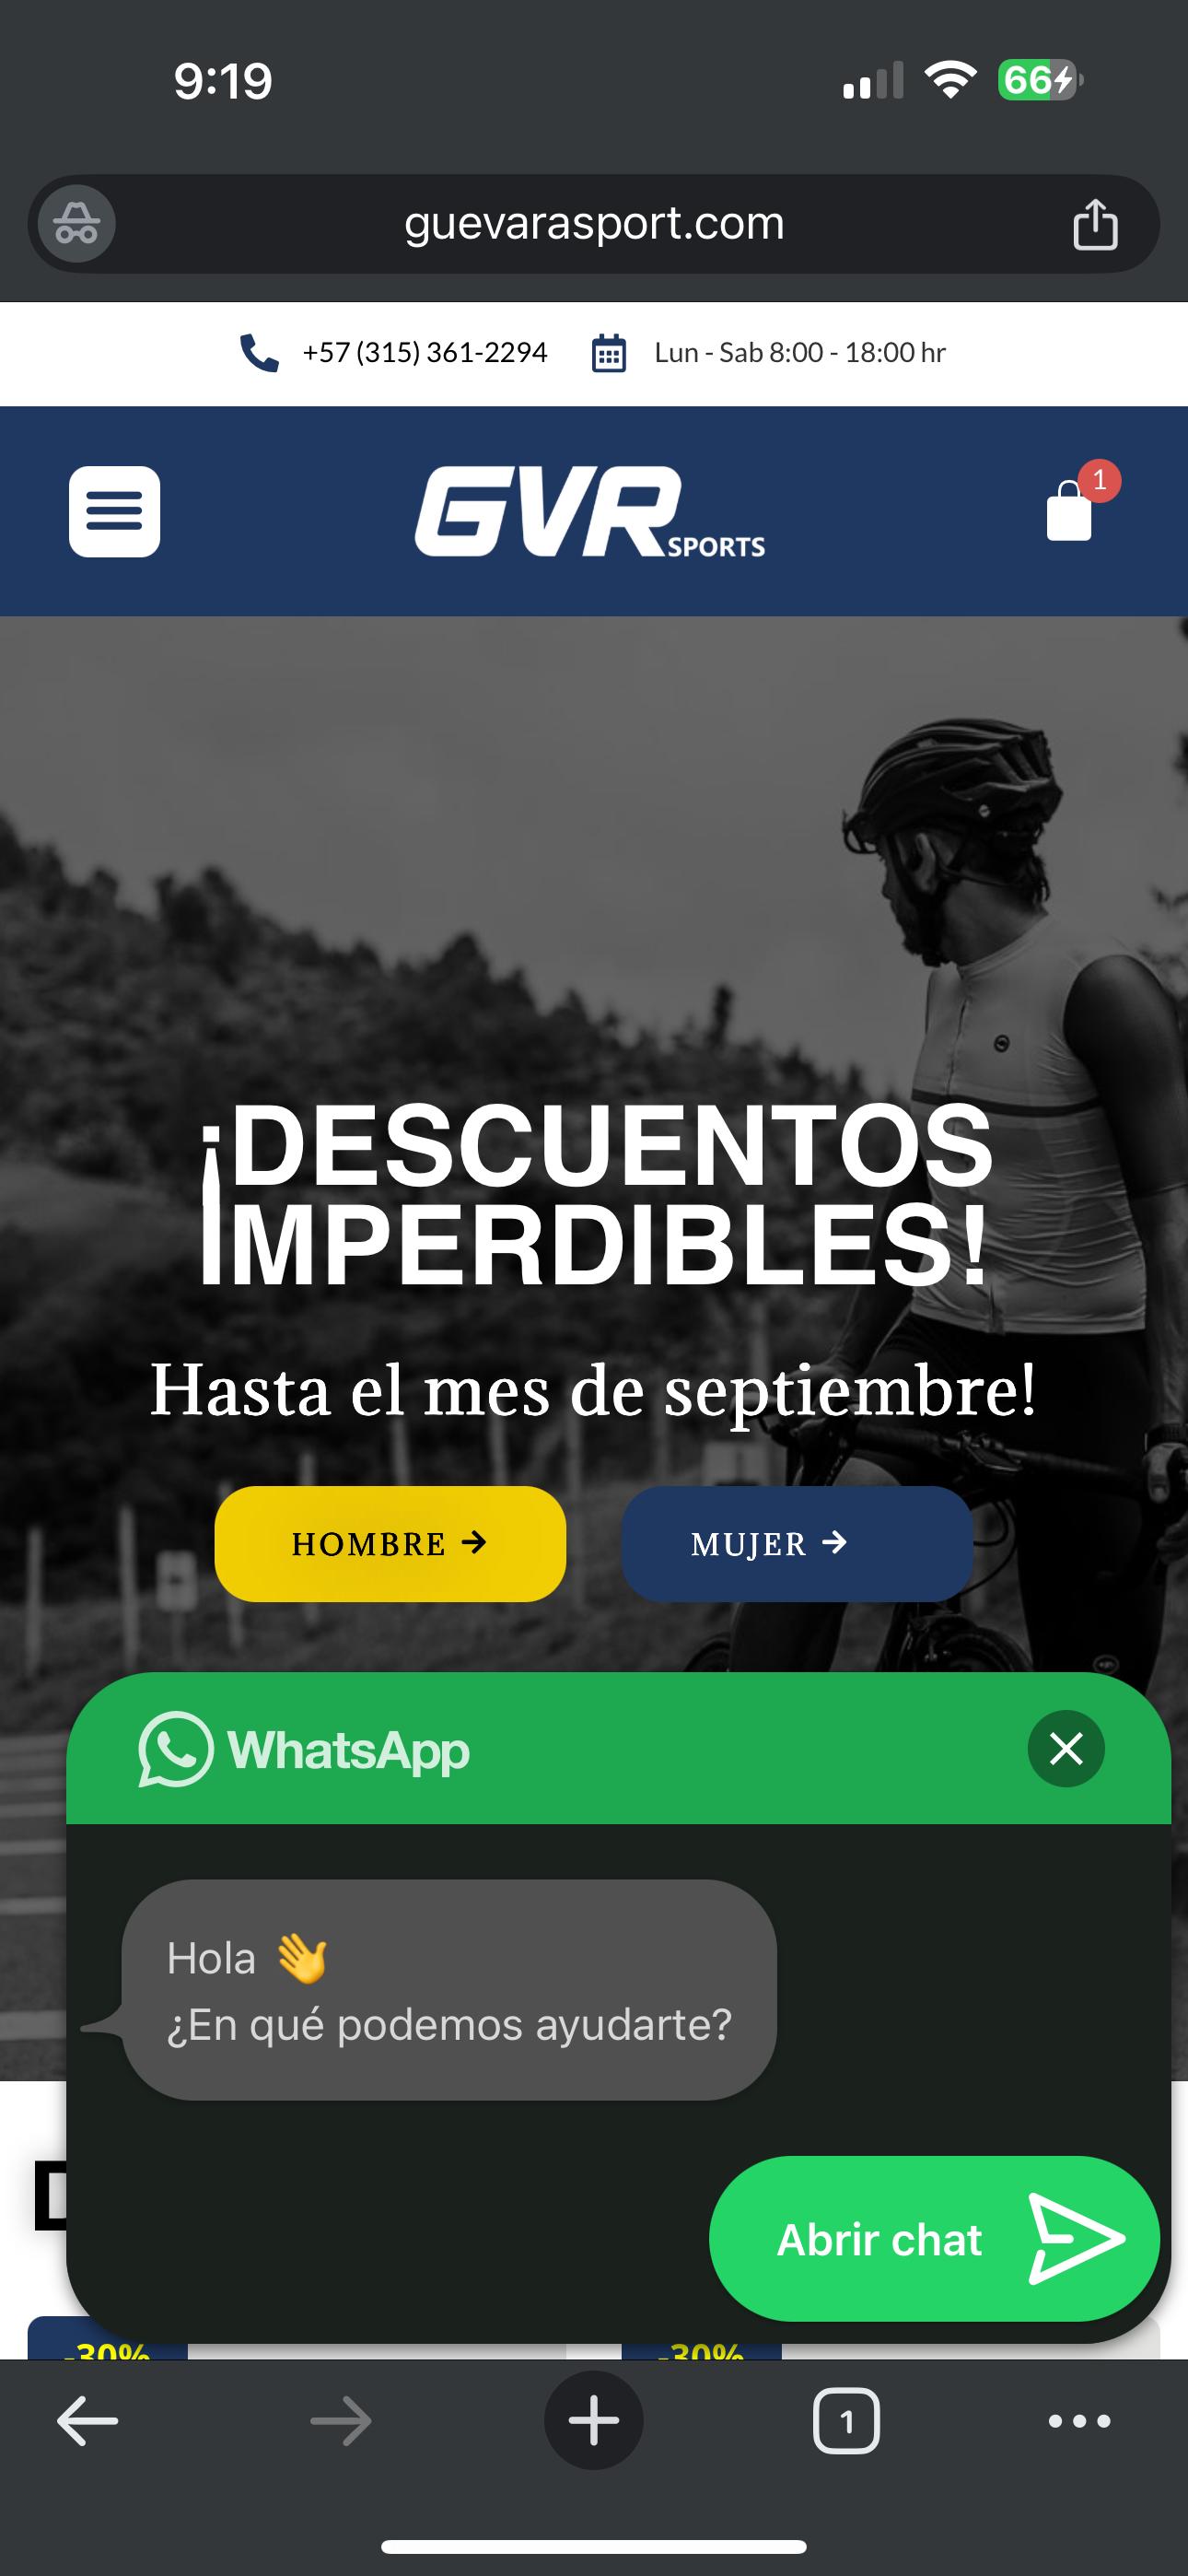 9:19
66
guevarasport.com
+57 (315) 361-2294 Lun - Sab 8:00 - 18:00 hr
GVR SPORTS
1
¡DESCUENTOS
IMPERDIBLES!
Hasta el mes de septiembre!
HOMBRE → MUJER →
WhatsApp
Hola 👋
¿En qué podemos ayudarte?
D
Abrir chat
-30% -30%
1